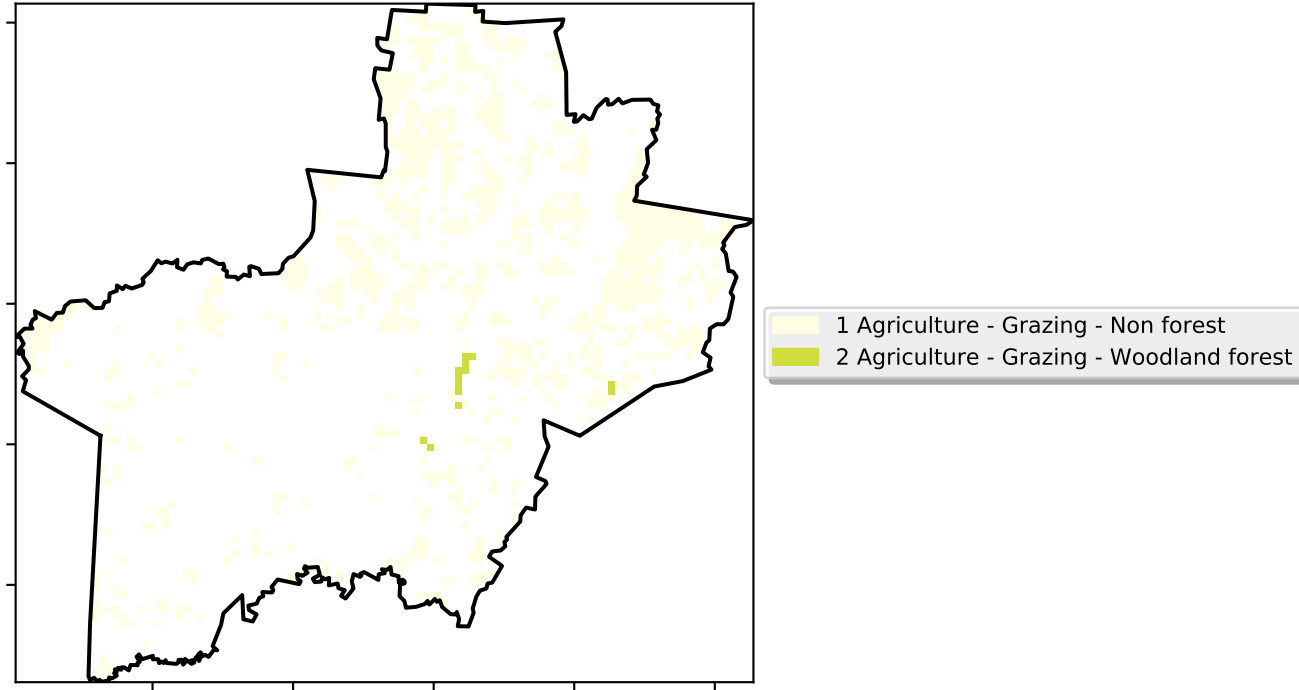 1 Agriculture - Grazing - Non forest
2 Agriculture - Grazing - Woodland forest